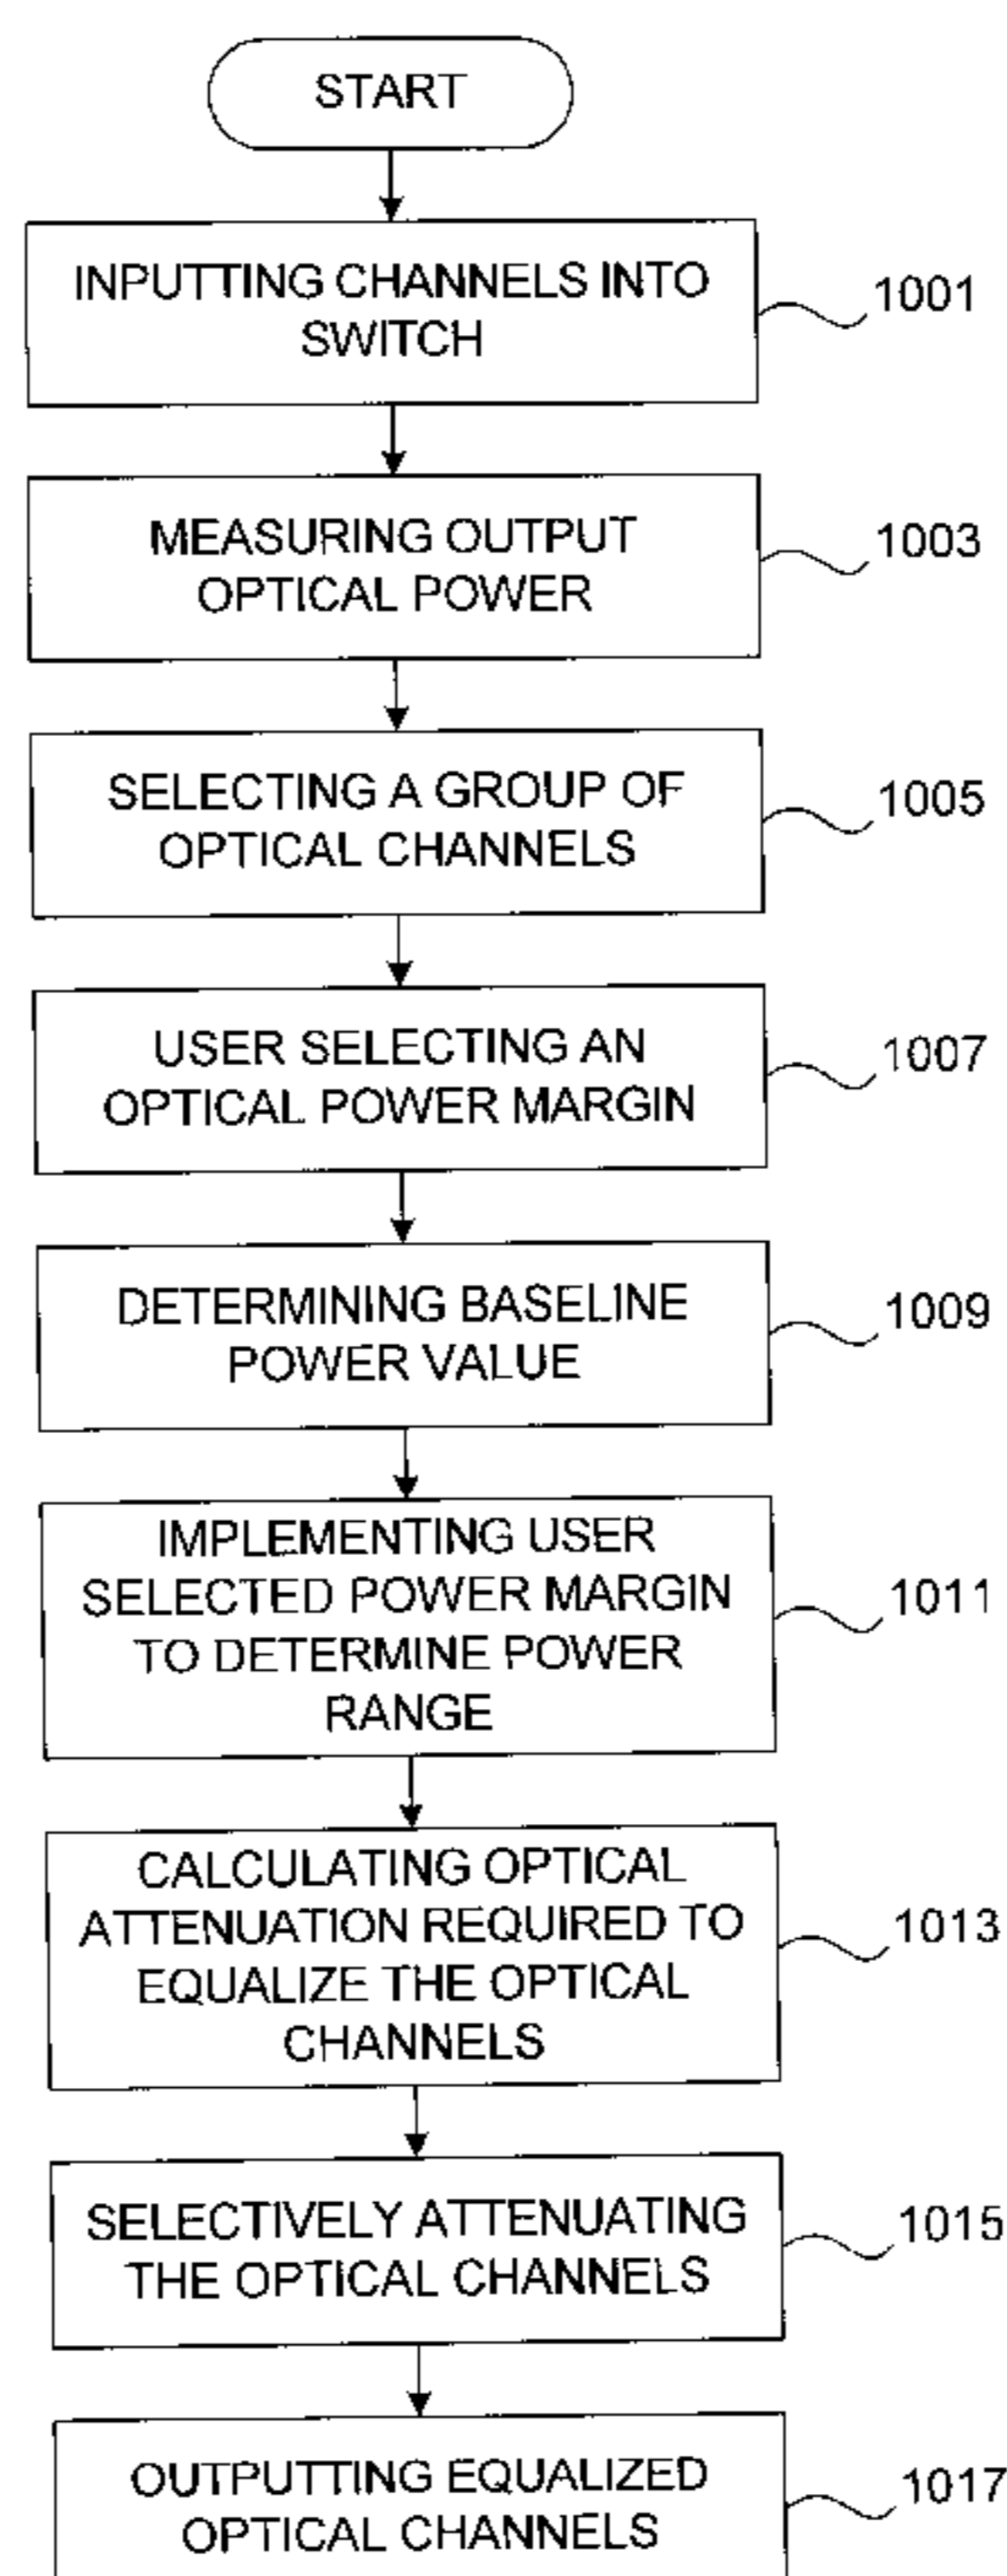 START
INPUTTING CHANNELS INTO
SWITCH
1001
MEASURING OUTPUT
OPTICAL POWER
1003
SELECTING A GROUP OF
OPTICAL CHANNELS
1005
USER SELECTING AN
OPTICAL POWER MARGIN
1007
DETERMINING BASELINE
POWER VALUE
1009
IMPLEMENTING USER
SELECTED POWER MARGIN
TO DETERMINE POWER
RANGE
1011
CALCULATING OPTICAL
ATTENUATION REQUIRED TO
EQUALIZE THE OPTICAL
CHANNELS
1013
SELECTIVELY ATTENUATING
THE OPTICAL CHANNELS
1015
OUTPUTTING EQUALIZED
OPTICAL CHANNELS
1017